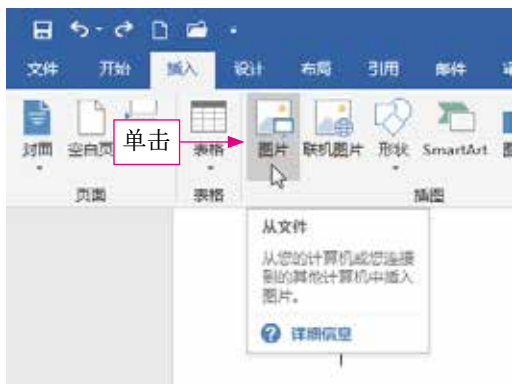 文件 开始 插入 设计 布局 引用 邮件
封面 空白页 表格 图片 联机图片 形状 SmartArt
单击
页面 表格 插图
从文件
从您的计算机或您连接
到的其他计算机中插入
图片。
详细信息